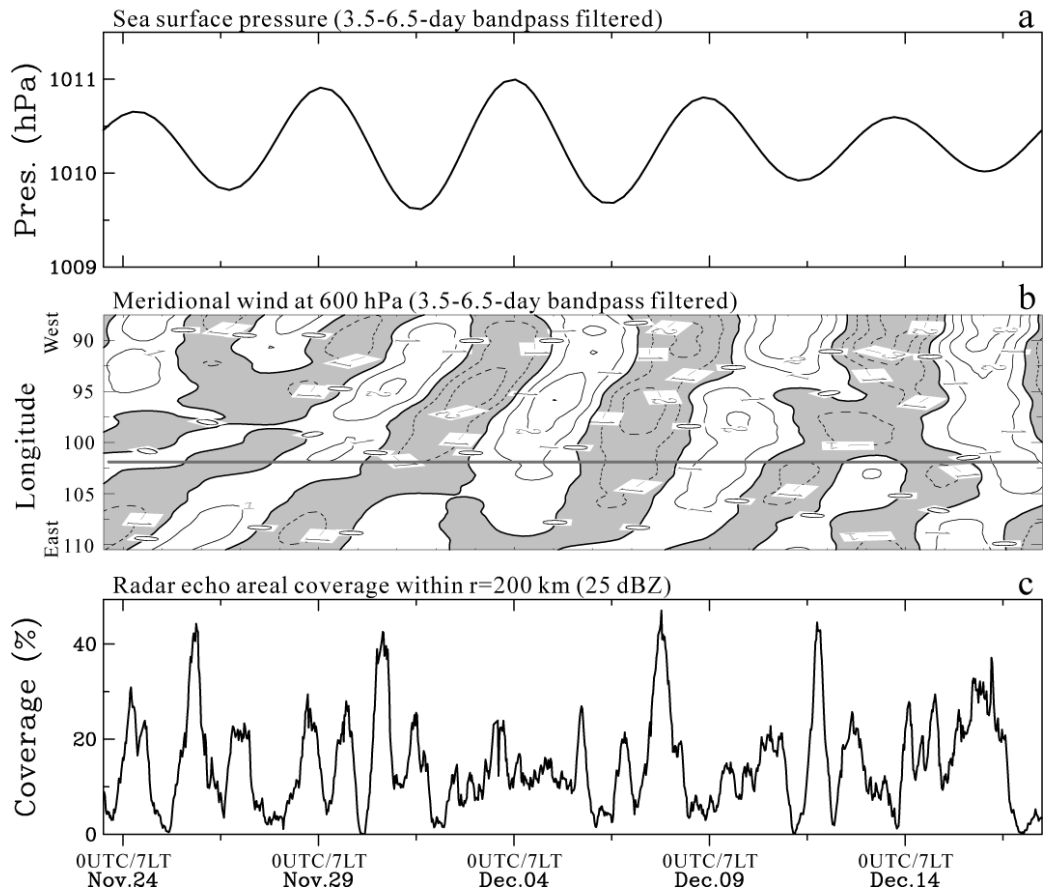 Sea surface pressure (3.5-6.5-day bandpass filtered)
a
Pres. (hPa)
1011
1010
1009
Meridional wind at 600 hPa (3.5-6.5-day bandpass filtered)
b
Longitude
West
90
95
100
105
110
East
Radar echo areal coverage within r=200 km (25 dBZ)
c
Coverage (%)
40
20
0
0UTC/7LT 0UTC/7LT 0UTC/7LT 0UTC/7LT 0UTC/7LT
Nov.24 Nov.29 Dec.04 Dec.09 Dec.14